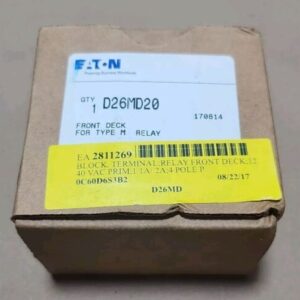 EATON
Powering Business Worldwide
QTY
1 D26MD20
170814
FRONT DECK
FOR TYPE M RELAY
EA 2811269
BLOCK, TERMINAL;RELAY FRONT DECK;12
40 VAC PRIM;1 1A/ 2A;4 POLE P
0C60D6S3B2 08/22/17
D26MD